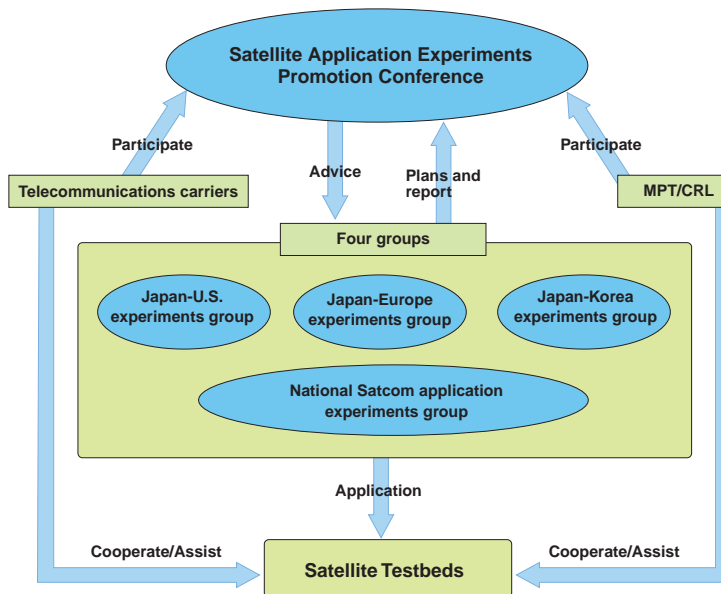 Satellite Application Experiments
Promotion Conference
Participate
Participate
Advice
Plans and
report
Telecommunications carriers
MPT/CRL
Four groups
Japan-U.S.
experiments group
Japan-Europe
experiments group
Japan-Korea
experiments group
National Satcom application
experiments group
Application
Cooperate/Assist
Cooperate/Assist
Satellite Testbeds